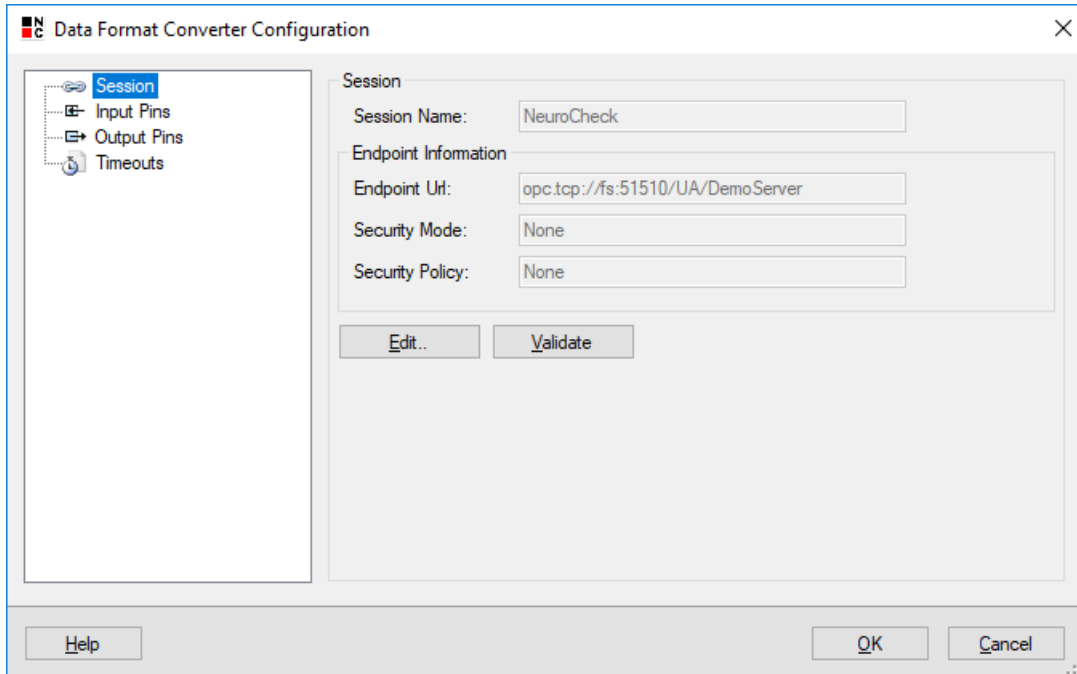 NC Data Format Converter Configuration
Session
Input Pins
Output Pins
Timeouts
Session
Session Name: NeuroCheck
Endpoint Information
Endpoint Url: opc.tcp://fs:51510/UA/DemoServer
Security Mode: None
Security Policy: None
Edit.. Validate
Help OK Cancel